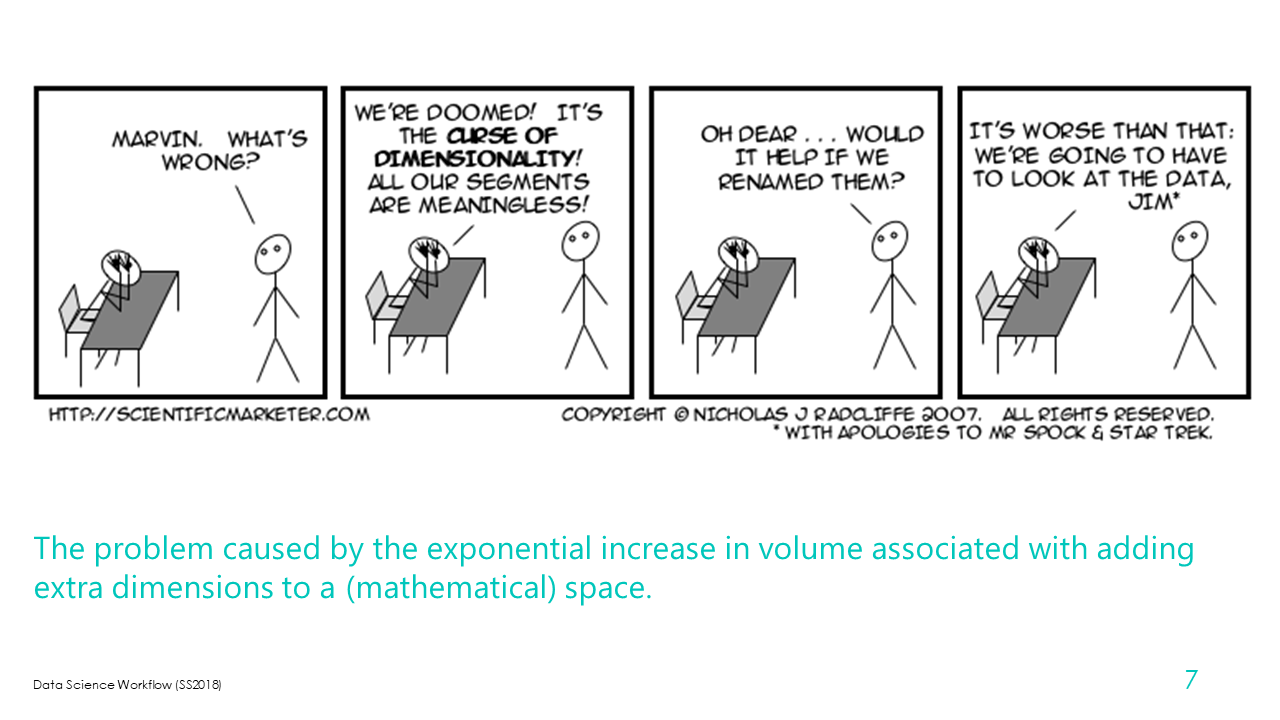 MARVIN. WHAT'S
WRONG?
WE'RE DOOMED! IT'S
THE CURSE OF
DIMENSIONALITY!
ALL OUR SEGMENTS
ARE MEANINGLESS!
OH DEAR . . . WOULD
IT HELP IF WE
RENAMED THEM?
IT'S WORSE THAN THAT:
WE'RE GOING TO HAVE
TO LOOK AT THE DATA,
JIM*
HTTP://SCIENTIFICMARKETER.COM
COPYRIGHT © NICHOLAS J RADCLIFFE 2007. ALL RIGHTS RESERVED.
* WITH APOLOGIES TO MR SPOCK & STAR TREK.
The problem caused by the exponential increase in volume associated with adding
extra dimensions to a (mathematical) space.
Data Science Workflow (SS2018)
7